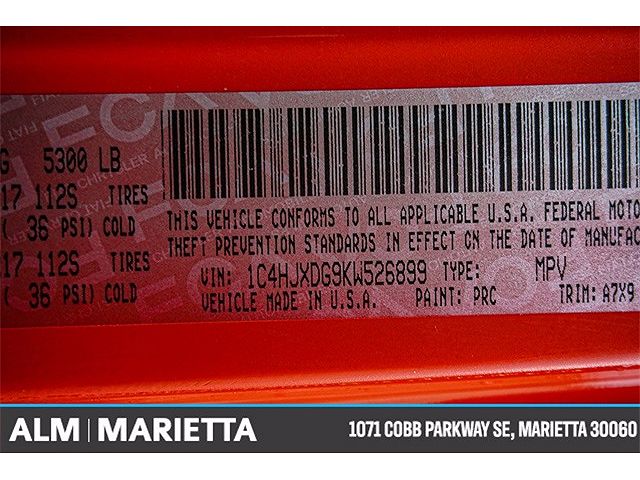 G 5300 LB
17 112S TIRES
( 36 PSI) COLD
17 112S TIRES
( 36 PSI) COLD
THIS VEHICLE CONFORMS TO ALL APPLICABLE U.S.A. FEDERAL MOTO
THEFT PREVENTION STANDARDS IN EFFECT ON THE DATE OF MANUFAC
VIN: 1C4HJXDG9KW526899 TYPE: MPV
VEHICLE MADE IN U.S.A. PAINT: PRC TRIM: A7X9
ALM | MARIETTA
1071 COBB PARKWAY SE, MARIETTA 30060